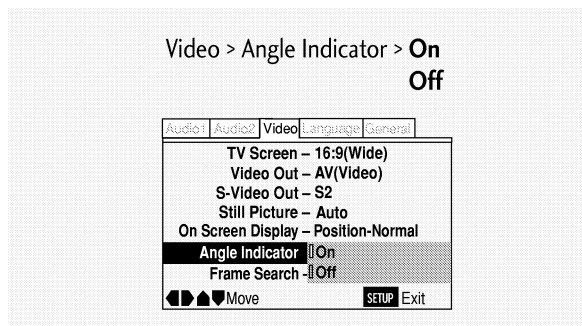 Video > Angle Indicator > On
Off
Audio1 Audio2 Video Language General
TV Screen – 16:9(Wide)
Video Out – AV(Video)
S-Video Out – S2
Still Picture – Auto
On Screen Display – Position-Normal
Angle Indicator On
Frame Search - Off
Move SETUP Exit